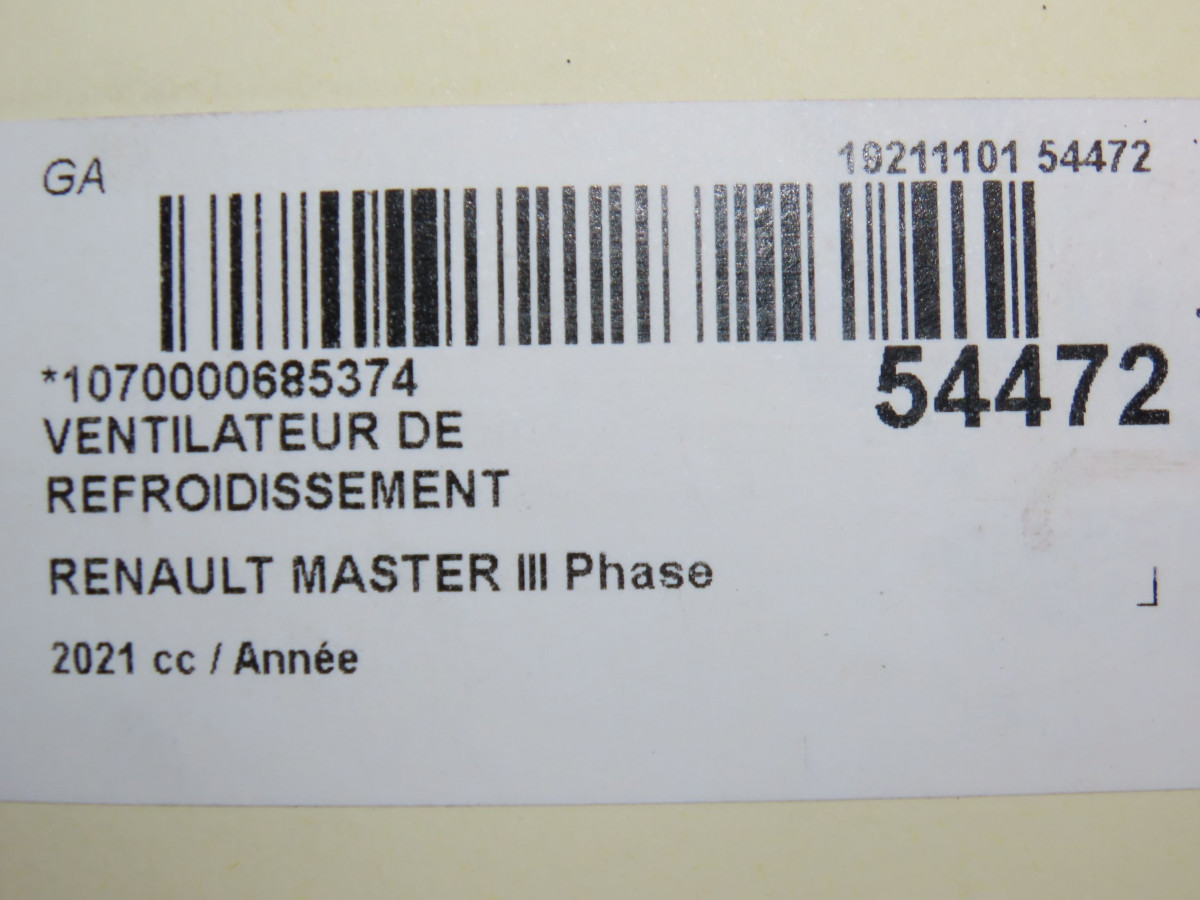 GA
19211101 54472
*1070000685374
54472
VENTILATEUR DE
REFROIDISSEMENT
RENAULT MASTER III Phase
2021 cc / Année